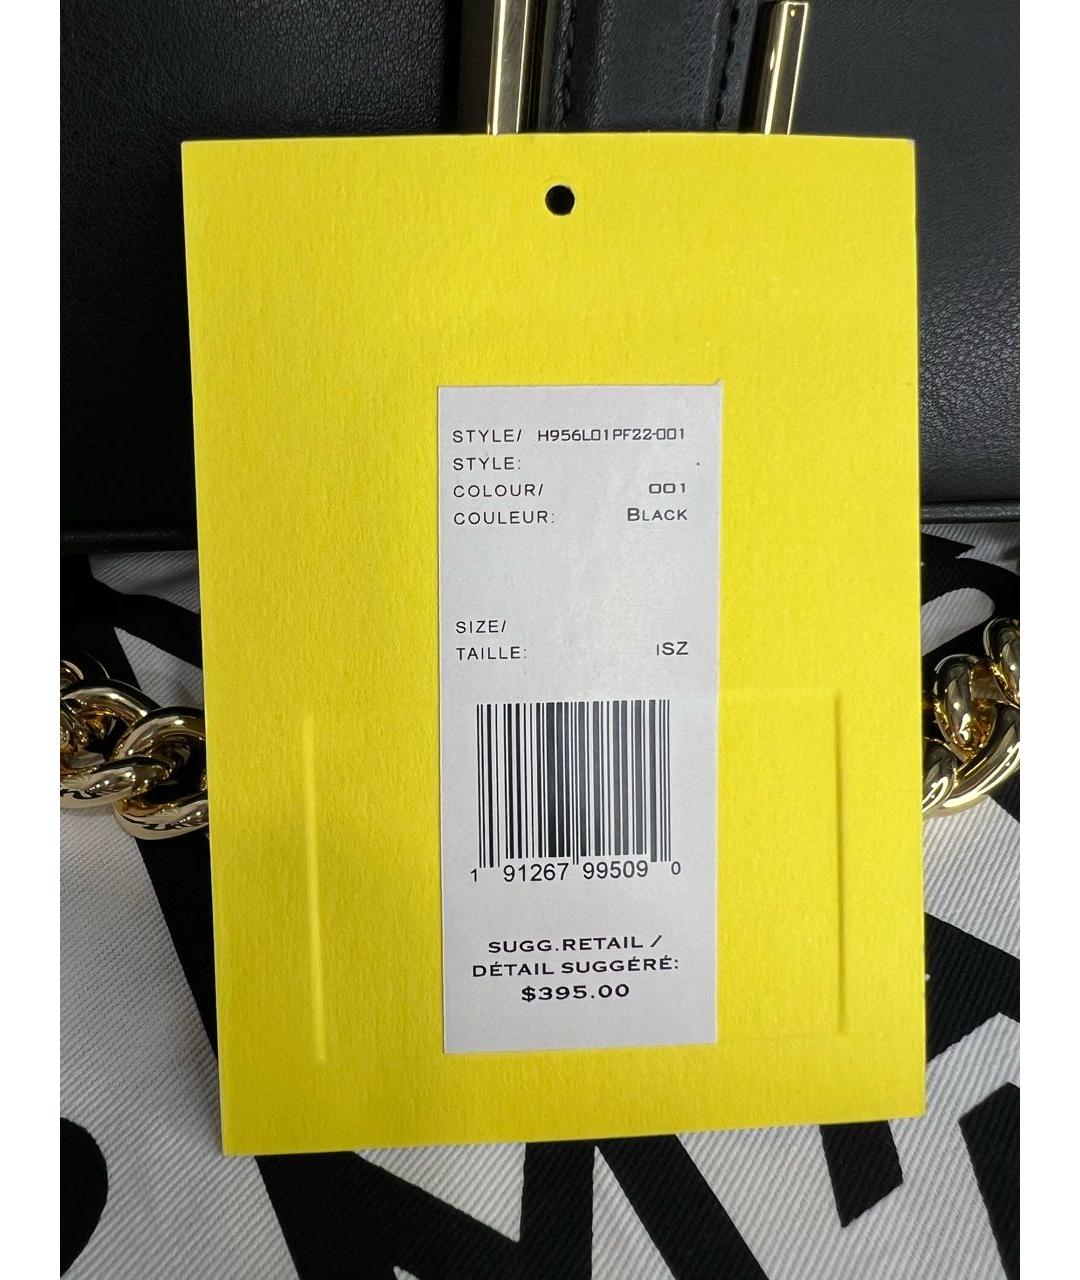 STYLE/ H956L01PF22-001
STYLE:
COLOUR/ 001
COULEUR: BLACK
SIZE/
TAILLE: 1SZ
1 91267 99509 0
SUGG.RETAIL /
DÉTAIL SUGGÉRÉ:
$395.00